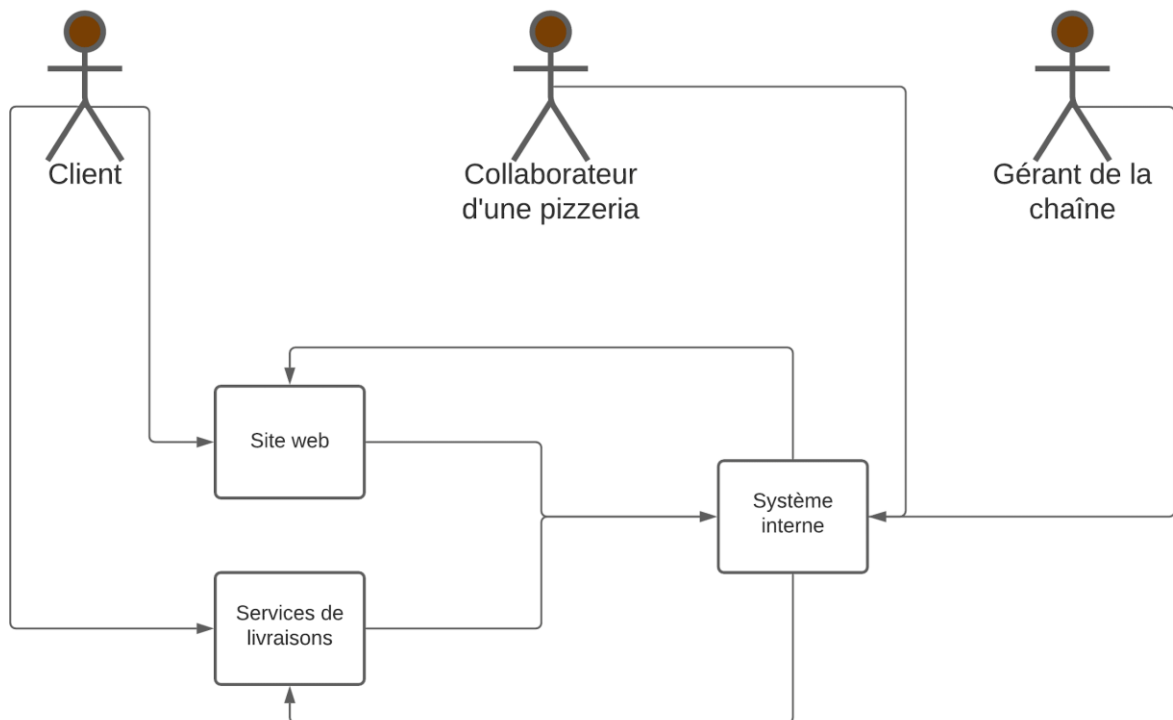 Client
Collaborateur
d'une pizzeria
Gérant de la
chaîne
Site web
Système
interne
Services de
livraisons